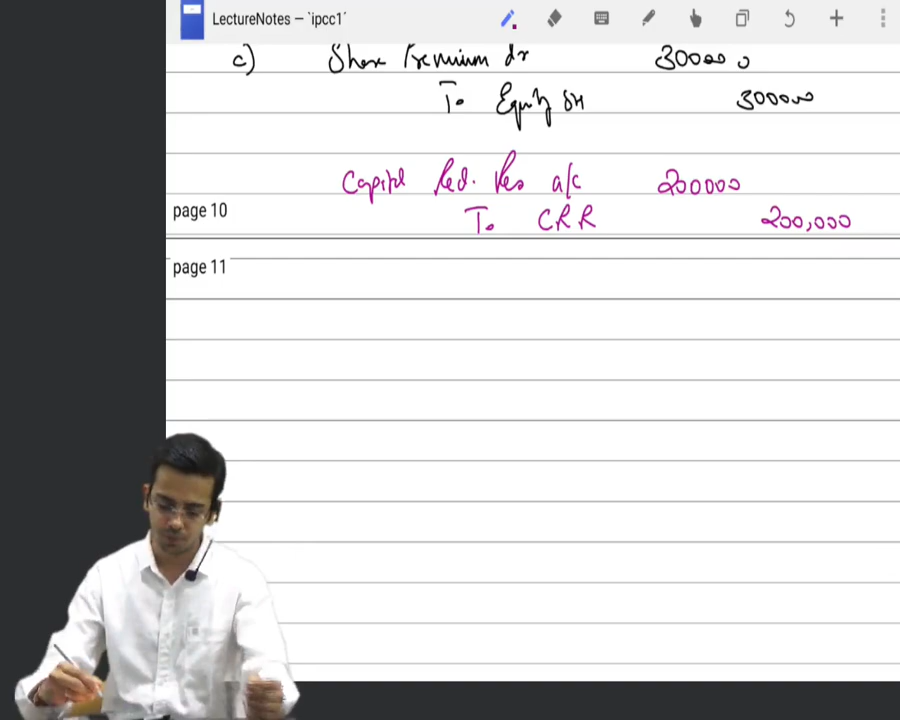 LectureNotes – `ipcc1`
c) Share Premium dr 300000
To Equity SH 300000
Capital Red. Res a/c 200000
page 10 To CRR 200,000
page 11